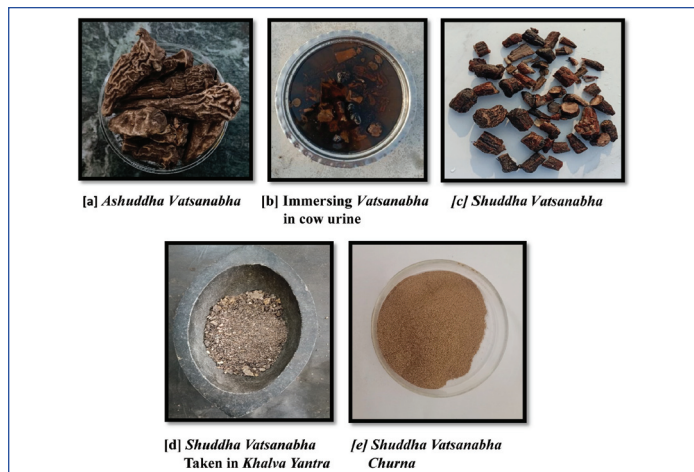 [a] Ashuddha Vatsanabha
[b] Immersing Vatsanabha
in cow urine
[c] Shuddha Vatsanabha
[d] Shuddha Vatsanabha
Taken in Khalva Yantra
[e] Shuddha Vatsanabha
Churna